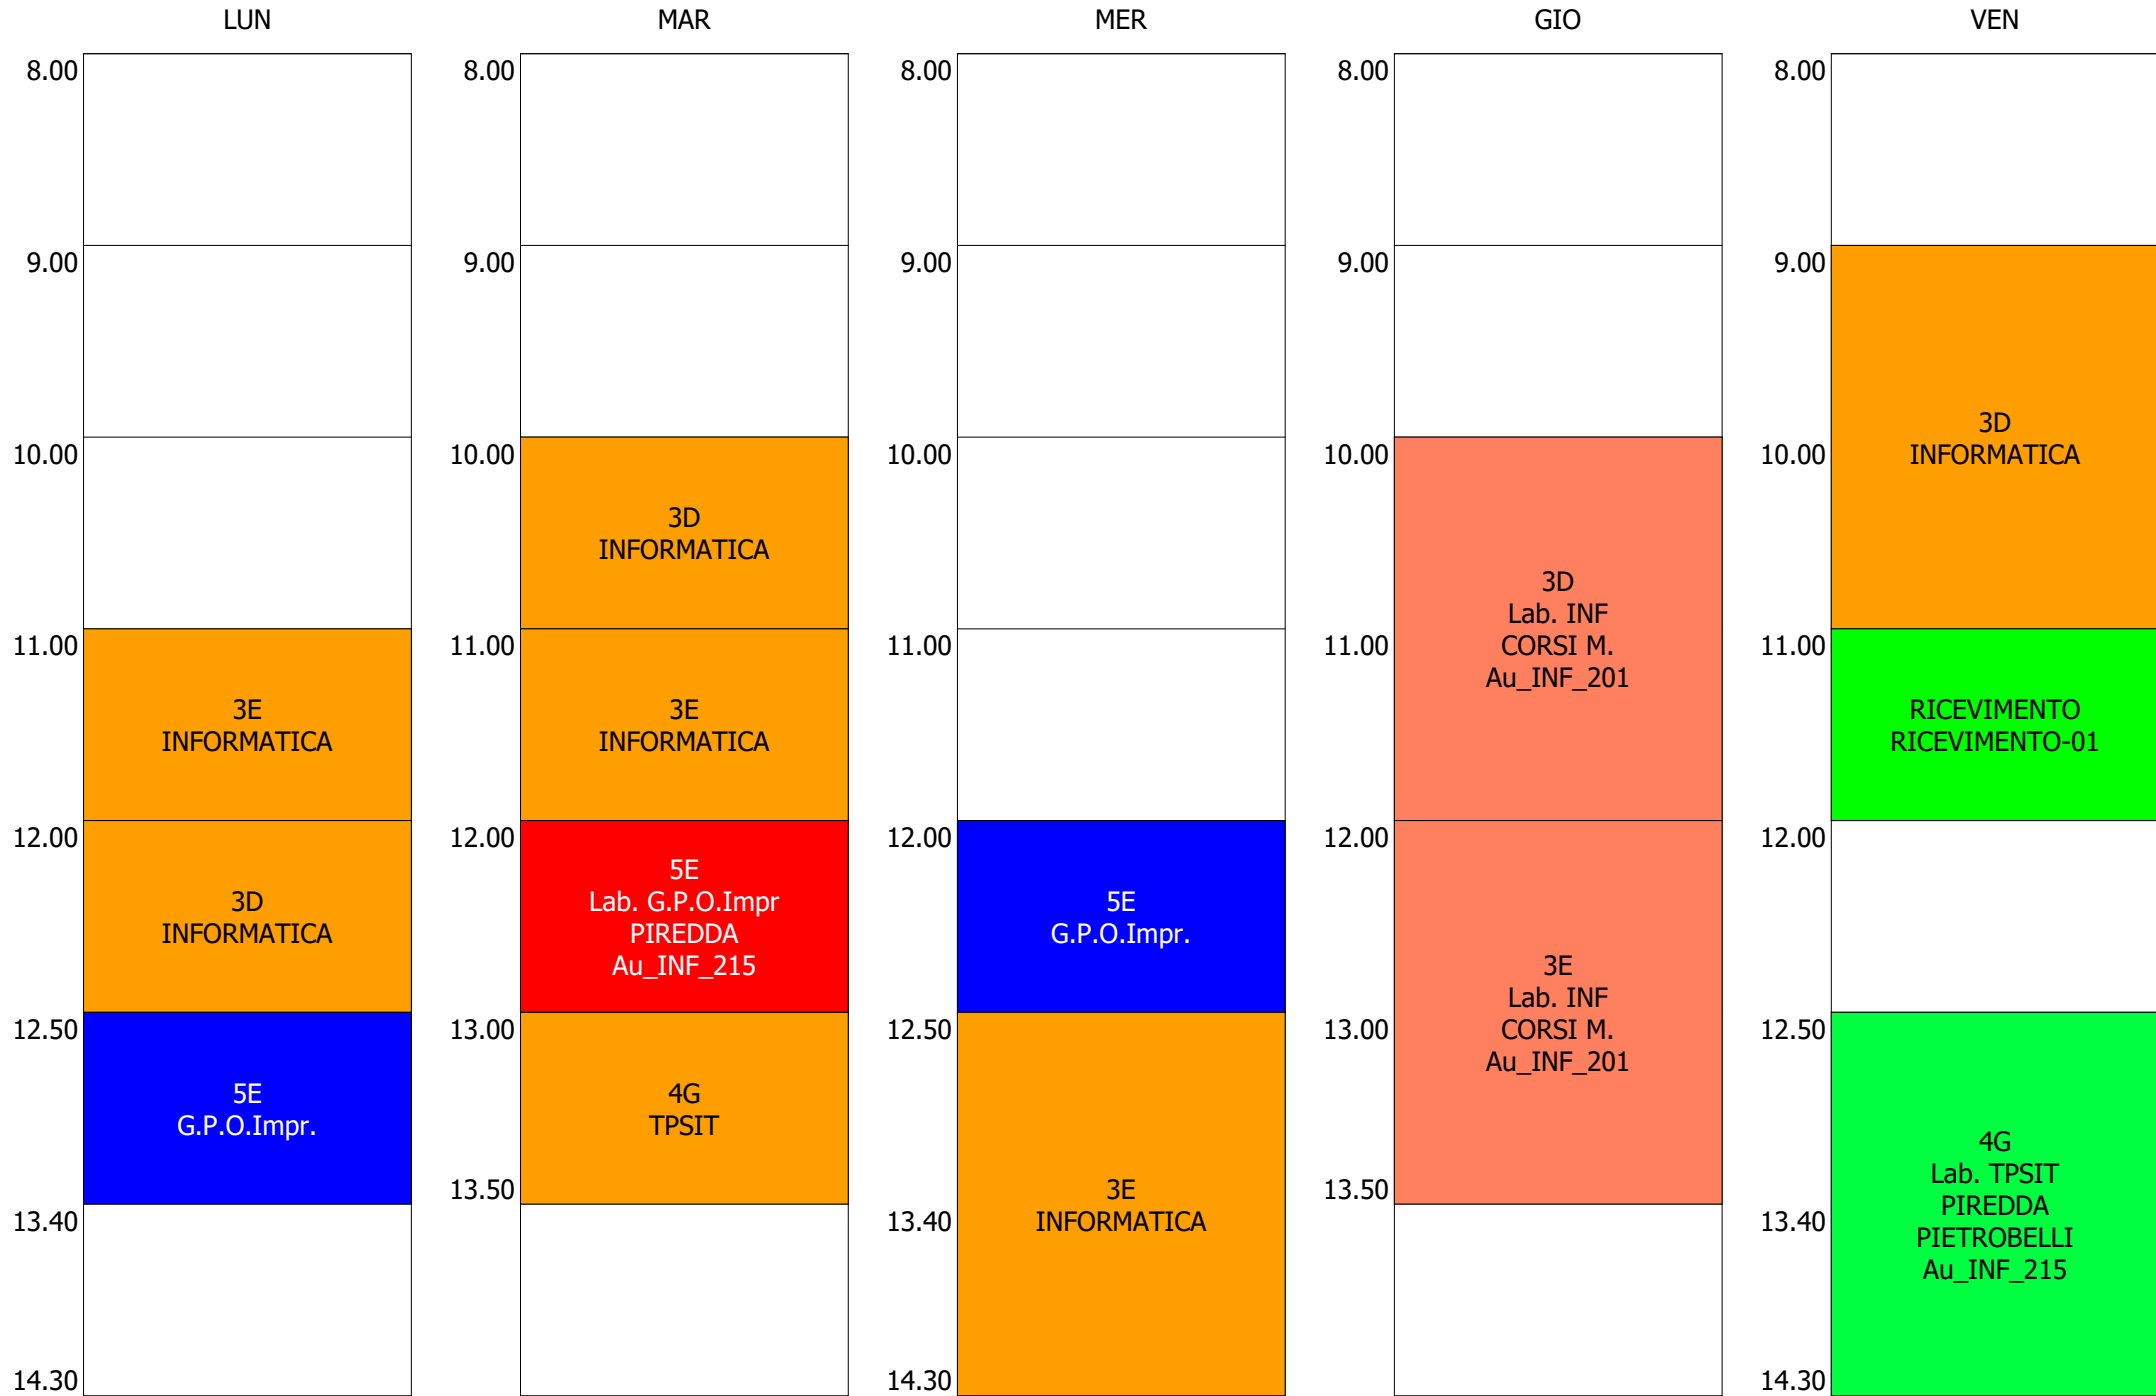 LUN
MAR
MER
GIO
VEN
8.00
9.00
10.00
11.00
3E
INFORMATICA
12.00
3D
INFORMATICA
12.50
5E
G.P.O.Impr.
13.40
14.30
8.00
9.00
10.00
3D
INFORMATICA
11.00
3E
INFORMATICA
12.00
5E
Lab. G.P.O.Impr
PIREDDA
Au_INF_215
13.00
4G
TPSIT
13.50
8.00
9.00
10.00
11.00
12.00
5E
G.P.O.Impr.
12.50
3E
INFORMATICA
13.40
14.30
8.00
9.00
10.00
3D
Lab. INF
CORSI M.
Au_INF_201
11.00
12.00
3E
Lab. INF
CORSI M.
Au_INF_201
13.00
13.50
8.00
9.00
3D
INFORMATICA
10.00
11.00
RICEVIMENTO
RICEVIMENTO-01
12.00
12.50
4G
Lab. TPSIT
PIREDDA
PIETROBELLI
Au_INF_215
13.40
14.30